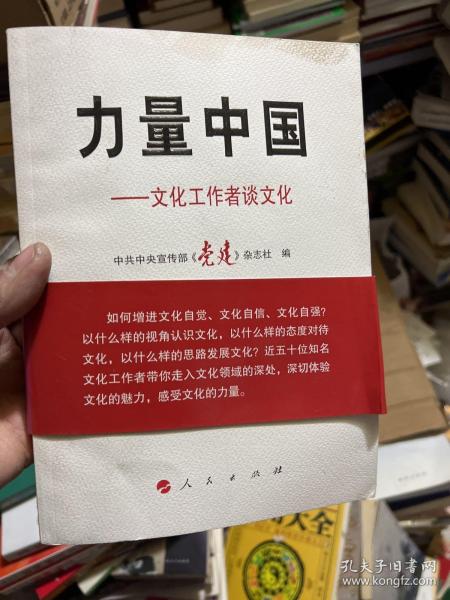 力量中国
——文化工作者谈文化
中共中央宣传部《党建》杂志社 编
如何增进文化自觉、文化自信、文化自强？
以什么样的视角认识文化，以什么样的态度对待
文化，以什么样的思路发展文化？近五十位知名
文化工作者带你走入文化领域的深处，深切体验
文化的魅力，感受文化的力量。
人民出版社
大全
孔夫子旧书网
www.kongfz.com